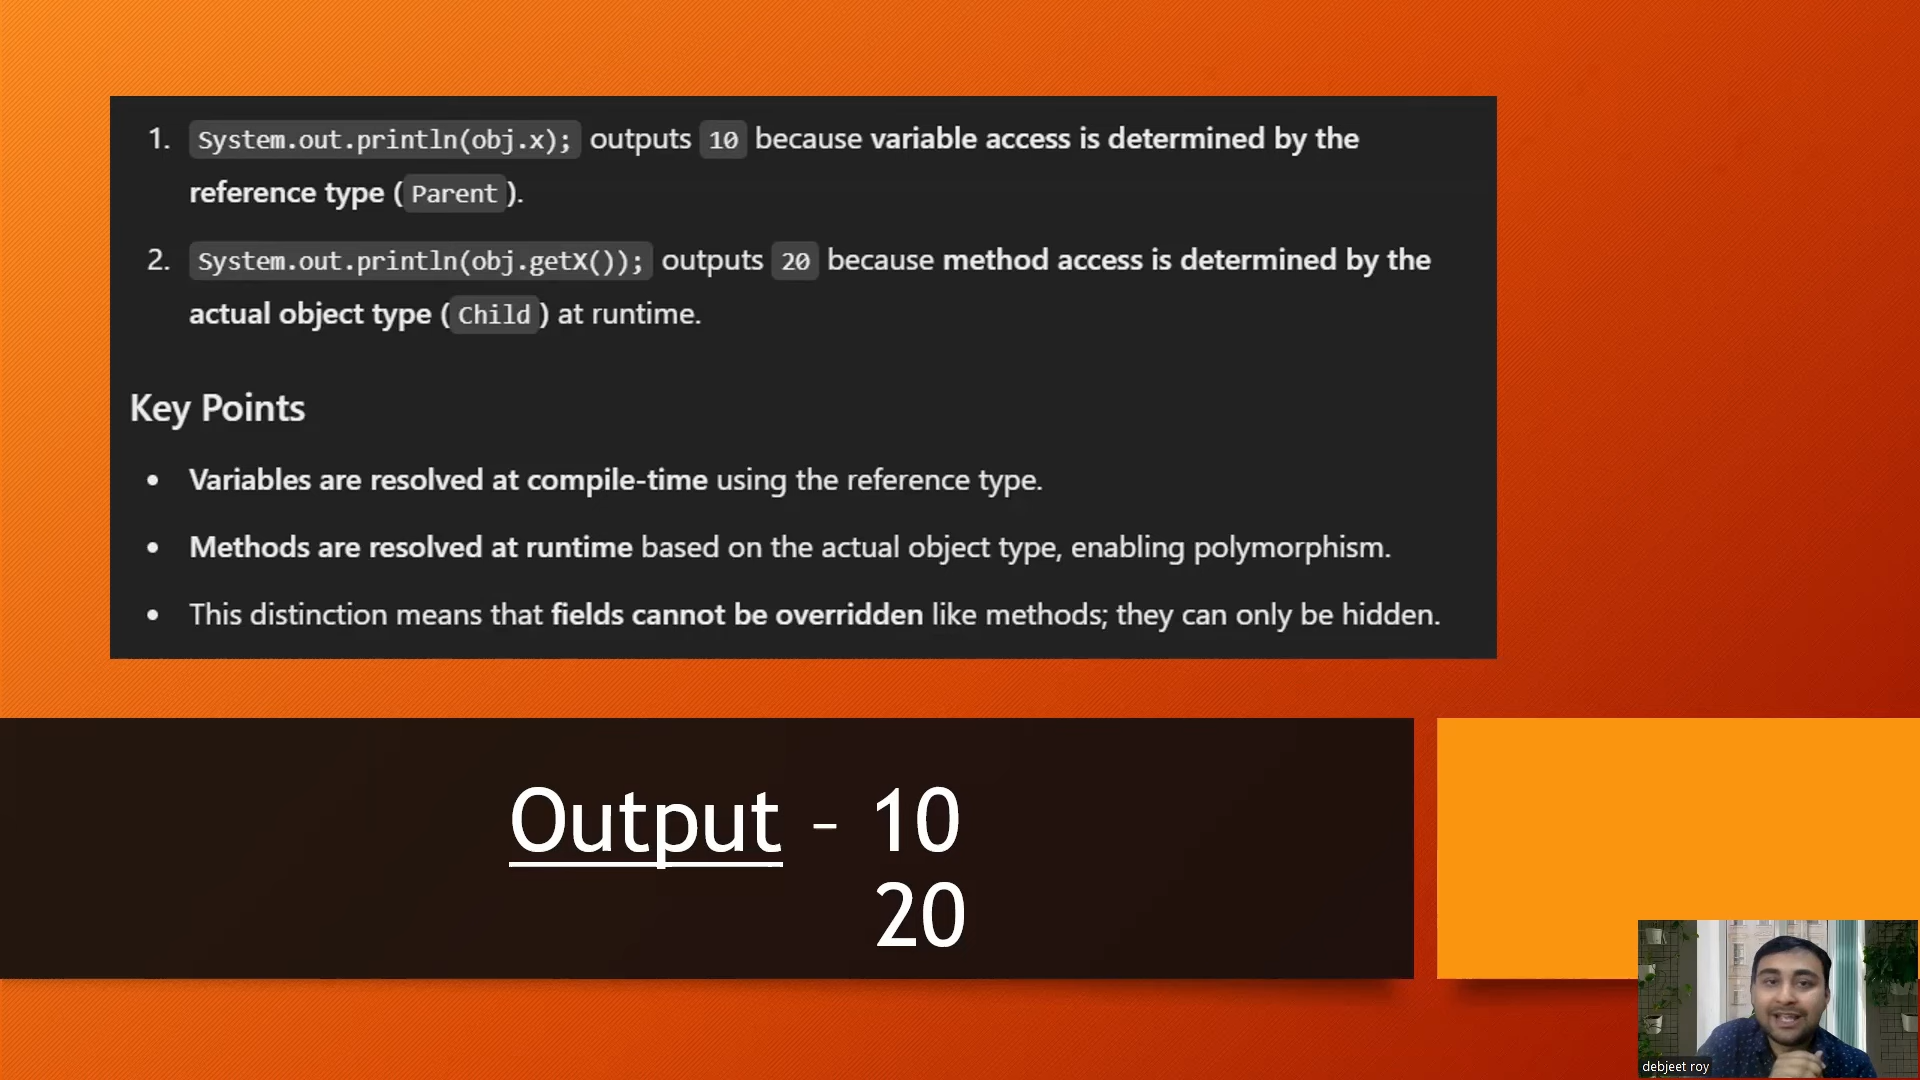 1. System.out.println(obj.x); outputs 10 because variable access is determined by the
reference type (Parent).
2. System.out.println(obj.getX()); outputs 20 because method access is determined by the
actual object type (Child) at runtime.
Key Points
• Variables are resolved at compile-time using the reference type.
• Methods are resolved at runtime based on the actual object type, enabling polymorphism.
• This distinction means that fields cannot be overridden like methods; they can only be hidden.
Output - 10
20
debjeet roy